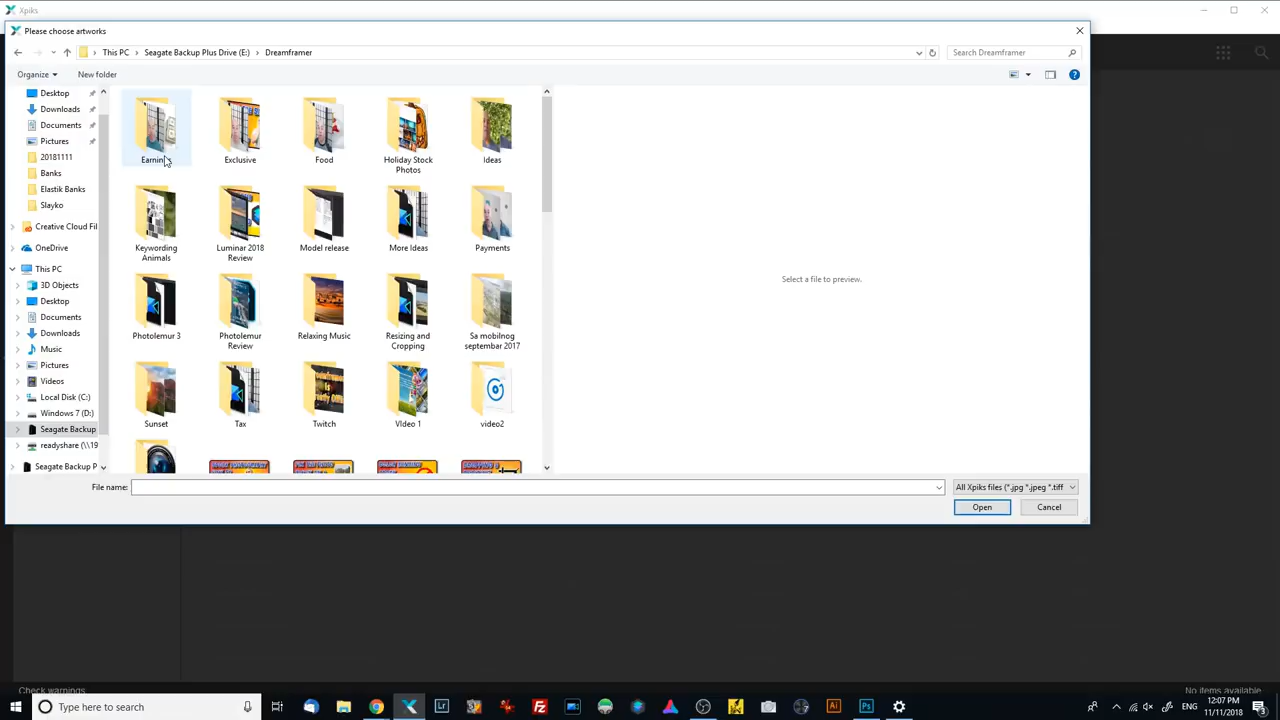 Xpiks
Please choose artworks
This PC > Seagate Backup Plus Drive (E:) > Dreamframer
Search Dreamframer
Organize
New folder
Desktop
Downloads
Documents
Pictures
20181111
Banks
Elastik Banks
Slayko
Creative Cloud Fil
OneDrive
This PC
3D Objects
Desktop
Documents
Downloads
Music
Pictures
Videos
Local Disk (C:)
Windows 7 (D:)
Seagate Backup
readyshare (\\19
Seagate Backup P
Earnings
Exclusive
Food
Holiday Stock
Photos
Ideas
Keywording
Animals
Luminar 2018
Review
Model release
More Ideas
Payments
Photolemur 3
Photolemur
Review
Relaxing Music
Resizing and
Cropping
Sa mobilnog
septembar 2017
Sunset
Tax
Twitch
VIdeo 1
video2
Select a file to preview.
File name:
All Xpiks files (*.jpg *.jpeg *.tiff
Open
Cancel
Check warnings
No items available
Type here to search
Lr
Fz
Ai
Ps
ENG
12:07 PM
11/11/2018